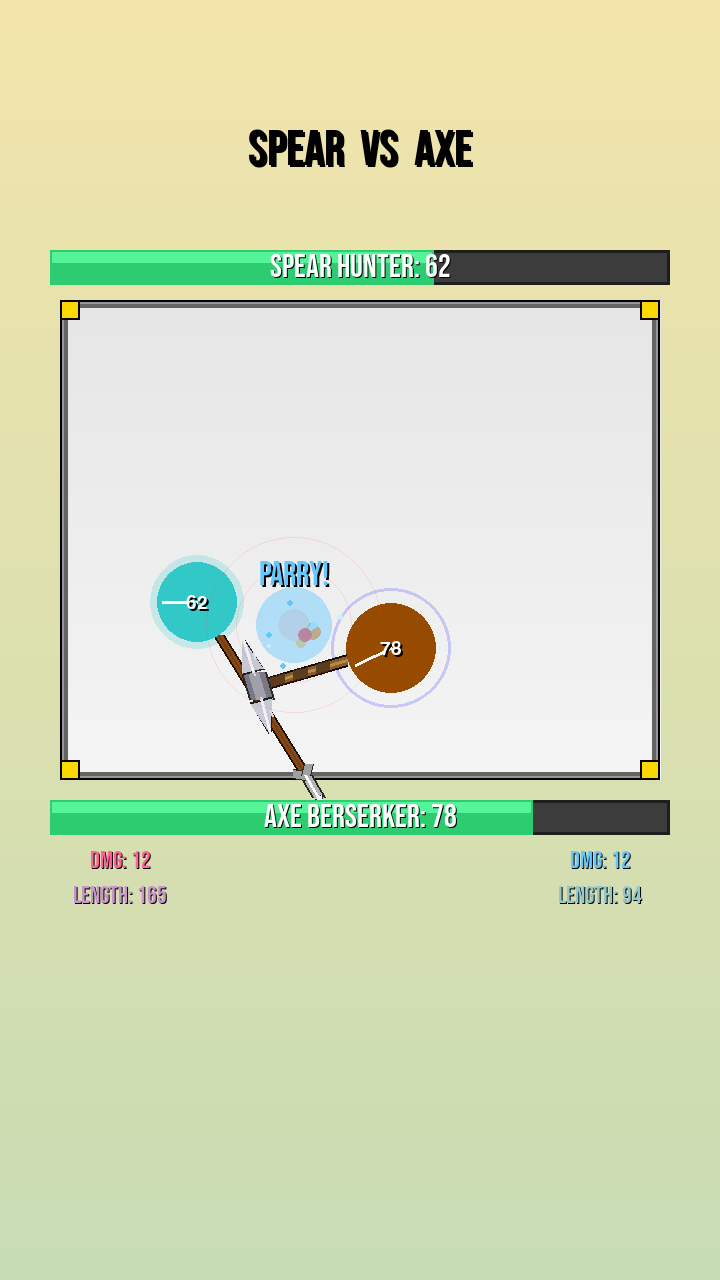 SPEAR VS AXE
SPEAR HUNTER: 62
PARRY!
62
78
AXE BERSERKER: 78
DMG: 12
DMG: 12
LENGTH: 165
LENGTH: 94